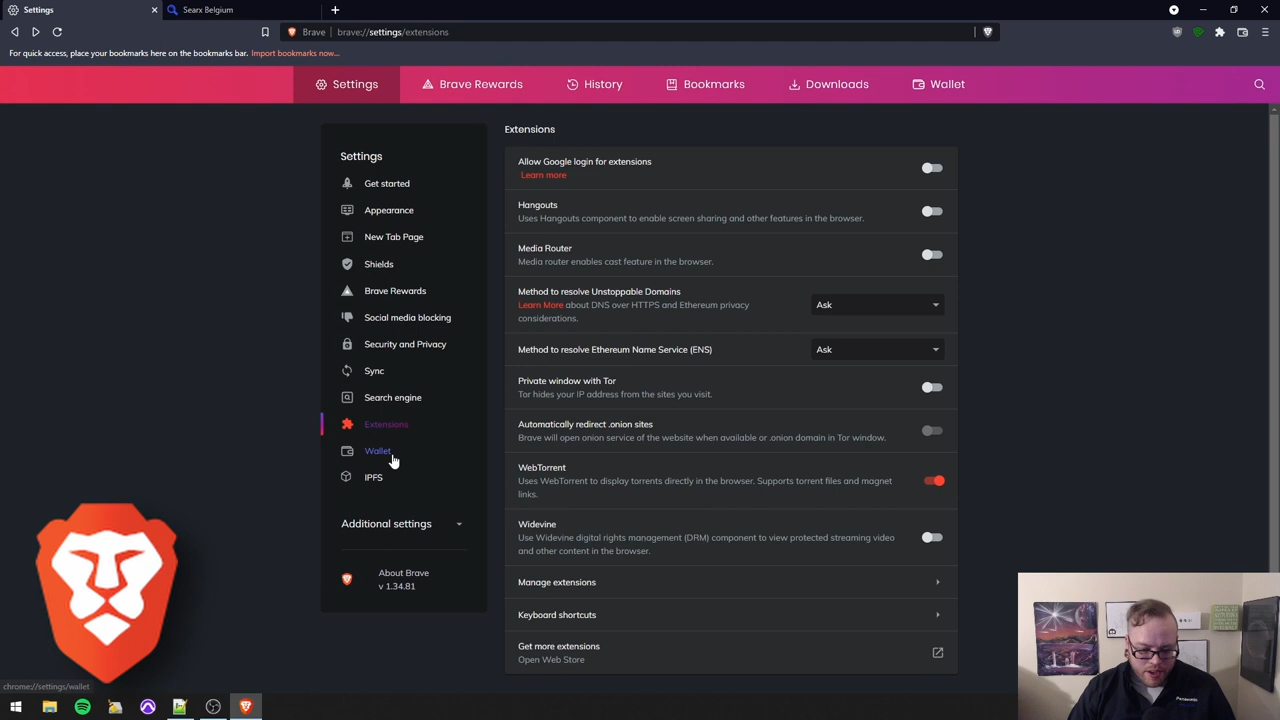 Settings
Searx Belgium
Brave
brave://settings/extensions
For quick access, place your bookmarks here on the bookmarks bar. Import bookmarks now...
Settings
Brave Rewards
History
Bookmarks
Downloads
Wallet
Settings
Get started
Appearance
New Tab Page
Shields
Brave Rewards
Social media blocking
Security and Privacy
Sync
Search engine
Extensions
Wallet
IPFS
Additional settings
About Brave
v 1.34.81
Extensions
Allow Google login for extensions
Learn more
Hangouts
Uses Hangouts component to enable screen sharing and other features in the browser.
Media Router
Media router enables cast feature in the browser.
Method to resolve Unstoppable Domains
Learn More about DNS over HTTPS and Ethereum privacy
considerations.
Ask
Method to resolve Ethereum Name Service (ENS)
Ask
Private window with Tor
Tor hides your IP address from the sites you visit.
Automatically redirect .onion sites
Brave will open onion service of the website when available or .onion domain in Tor window.
WebTorrent
Uses WebTorrent to display torrents directly in the browser. Supports torrent files and magnet
links.
Widevine
Use Widevine digital rights management (DRM) component to view protected streaming video
and other content in the browser.
Manage extensions
Keyboard shortcuts
Get more extensions
Open Web Store
chrome://settings/wallet